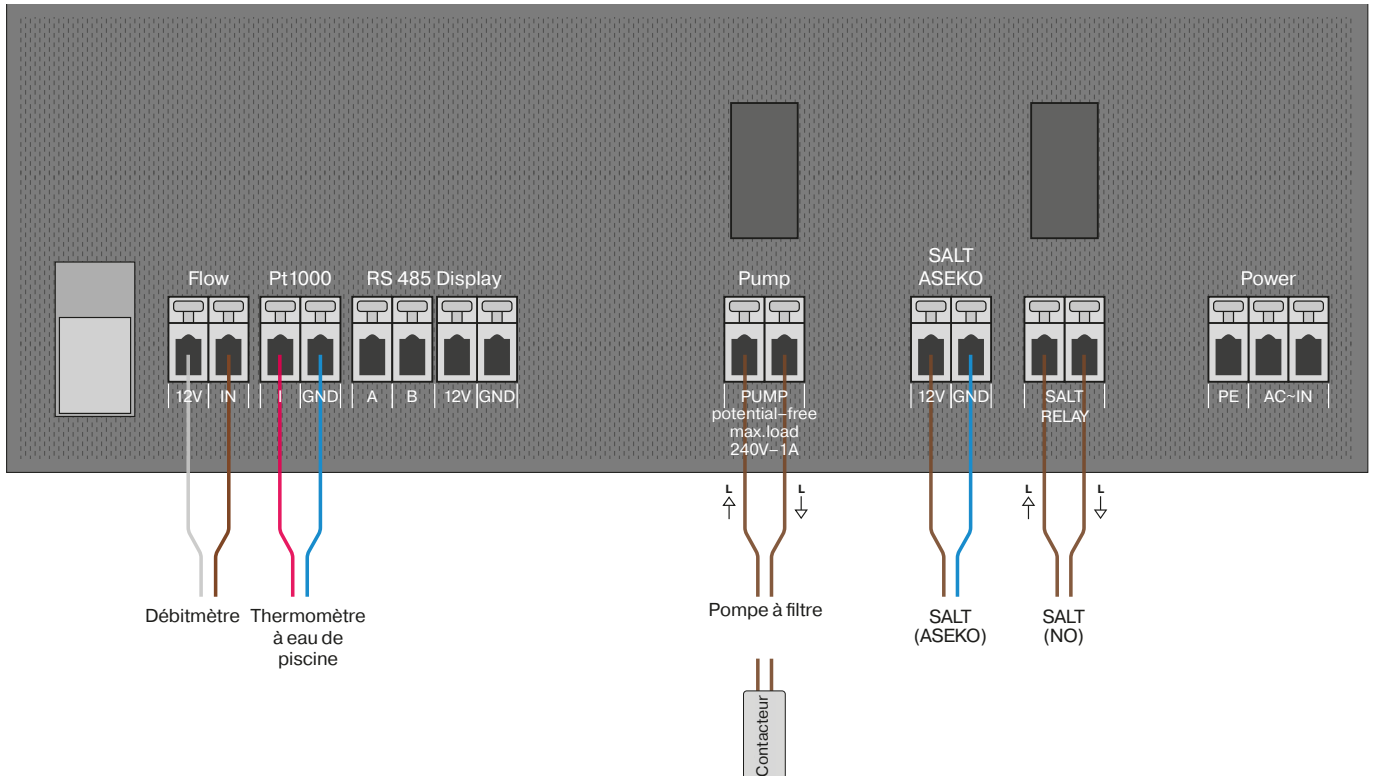 Flow
Pt1000
RS 485 Display
Pump
SALT
ASEKO
Power
12V
IN
I
GND
A
B
12V
GND
PUMP
potential-free
max.load
240V-1A
12V
GND
SALT
RELAY
PE
AC~IN
L
L
L
L
Débitmètre
Thermomètre
à eau de
piscine
Pompe à filtre
SALT
(ASEKO)
SALT
(NO)
Contacteur